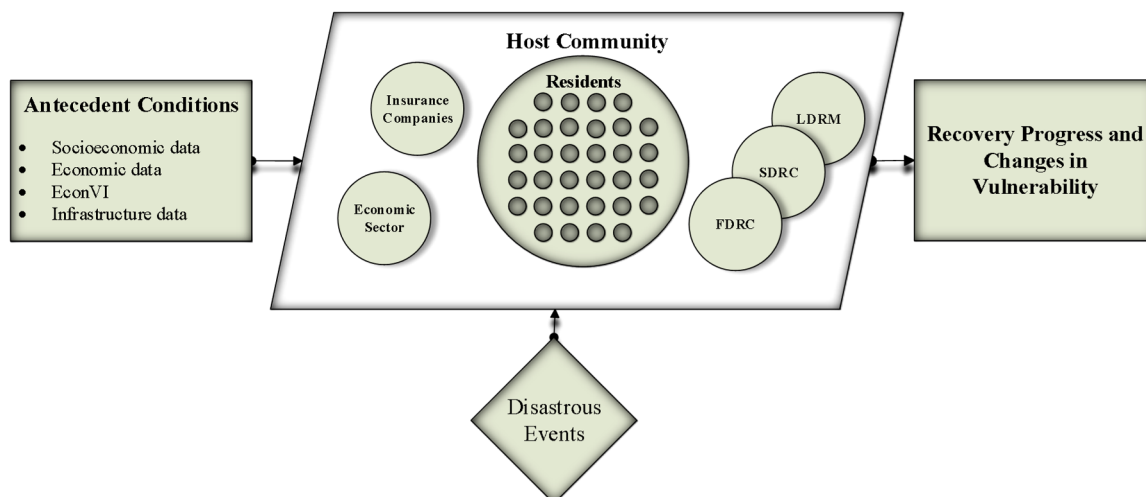 Host Community
Antecedent Conditions
Socioeconomic data
Economic data
EconVI
Infrastructure data
Insurance
Companies
Economic
Sector
Residents
LDRM
SDRC
FDRC
Recovery Progress and
Changes in
Vulnerability
Disastrous
Events